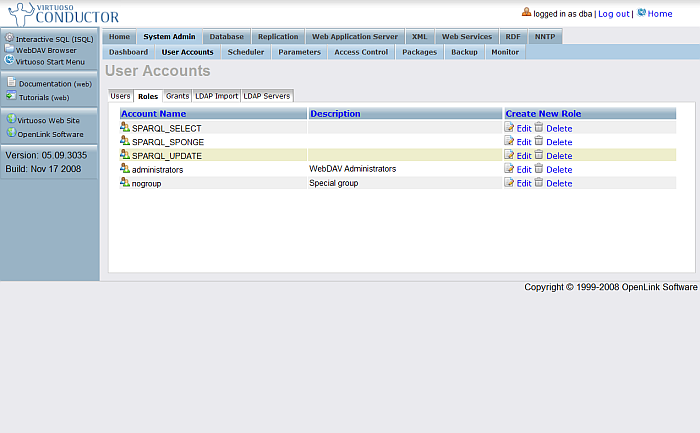 VIRTUOSO
CONDUCTOR
logged in as dba | Log out | Home
Home System Admin Database Replication Web Application Server XML Web Services RDF NNTP
Dashboard User Accounts Scheduler Parameters Access Control Packages Backup Monitor
Interactive SQL (ISQL)
WebDAV Browser
Virtuoso Start Menu
Documentation (web)
Tutorials (web)
Virtuoso Web Site
OpenLink Software
Version: 05.09.3035
Build: Nov 17 2008
User Accounts
Users Roles Grants LDAP Import LDAP Servers
Account Name Description Create New Role
SPARQL_SELECT Edit Delete
SPARQL_SPONGE Edit Delete
SPARQL_UPDATE Edit Delete
administrators WebDAV Administrators Edit Delete
nogroup Special group Edit Delete
Copyright © 1999-2008 OpenLink Software